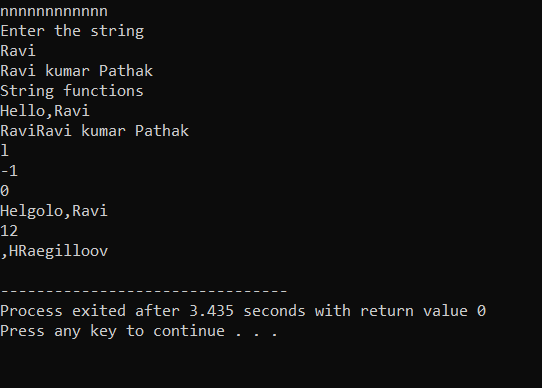 nnnnnnnnnnnn
Enter the string
Ravi
Ravi kumar Pathak
String functions
Hello,Ravi
RaviRavi kumar Pathak
l
-1
0
Helgolo,Ravi
12
,HRaegilloov
--------------------------------
Process exited after 3.435 seconds with return value 0
Press any key to continue . . .